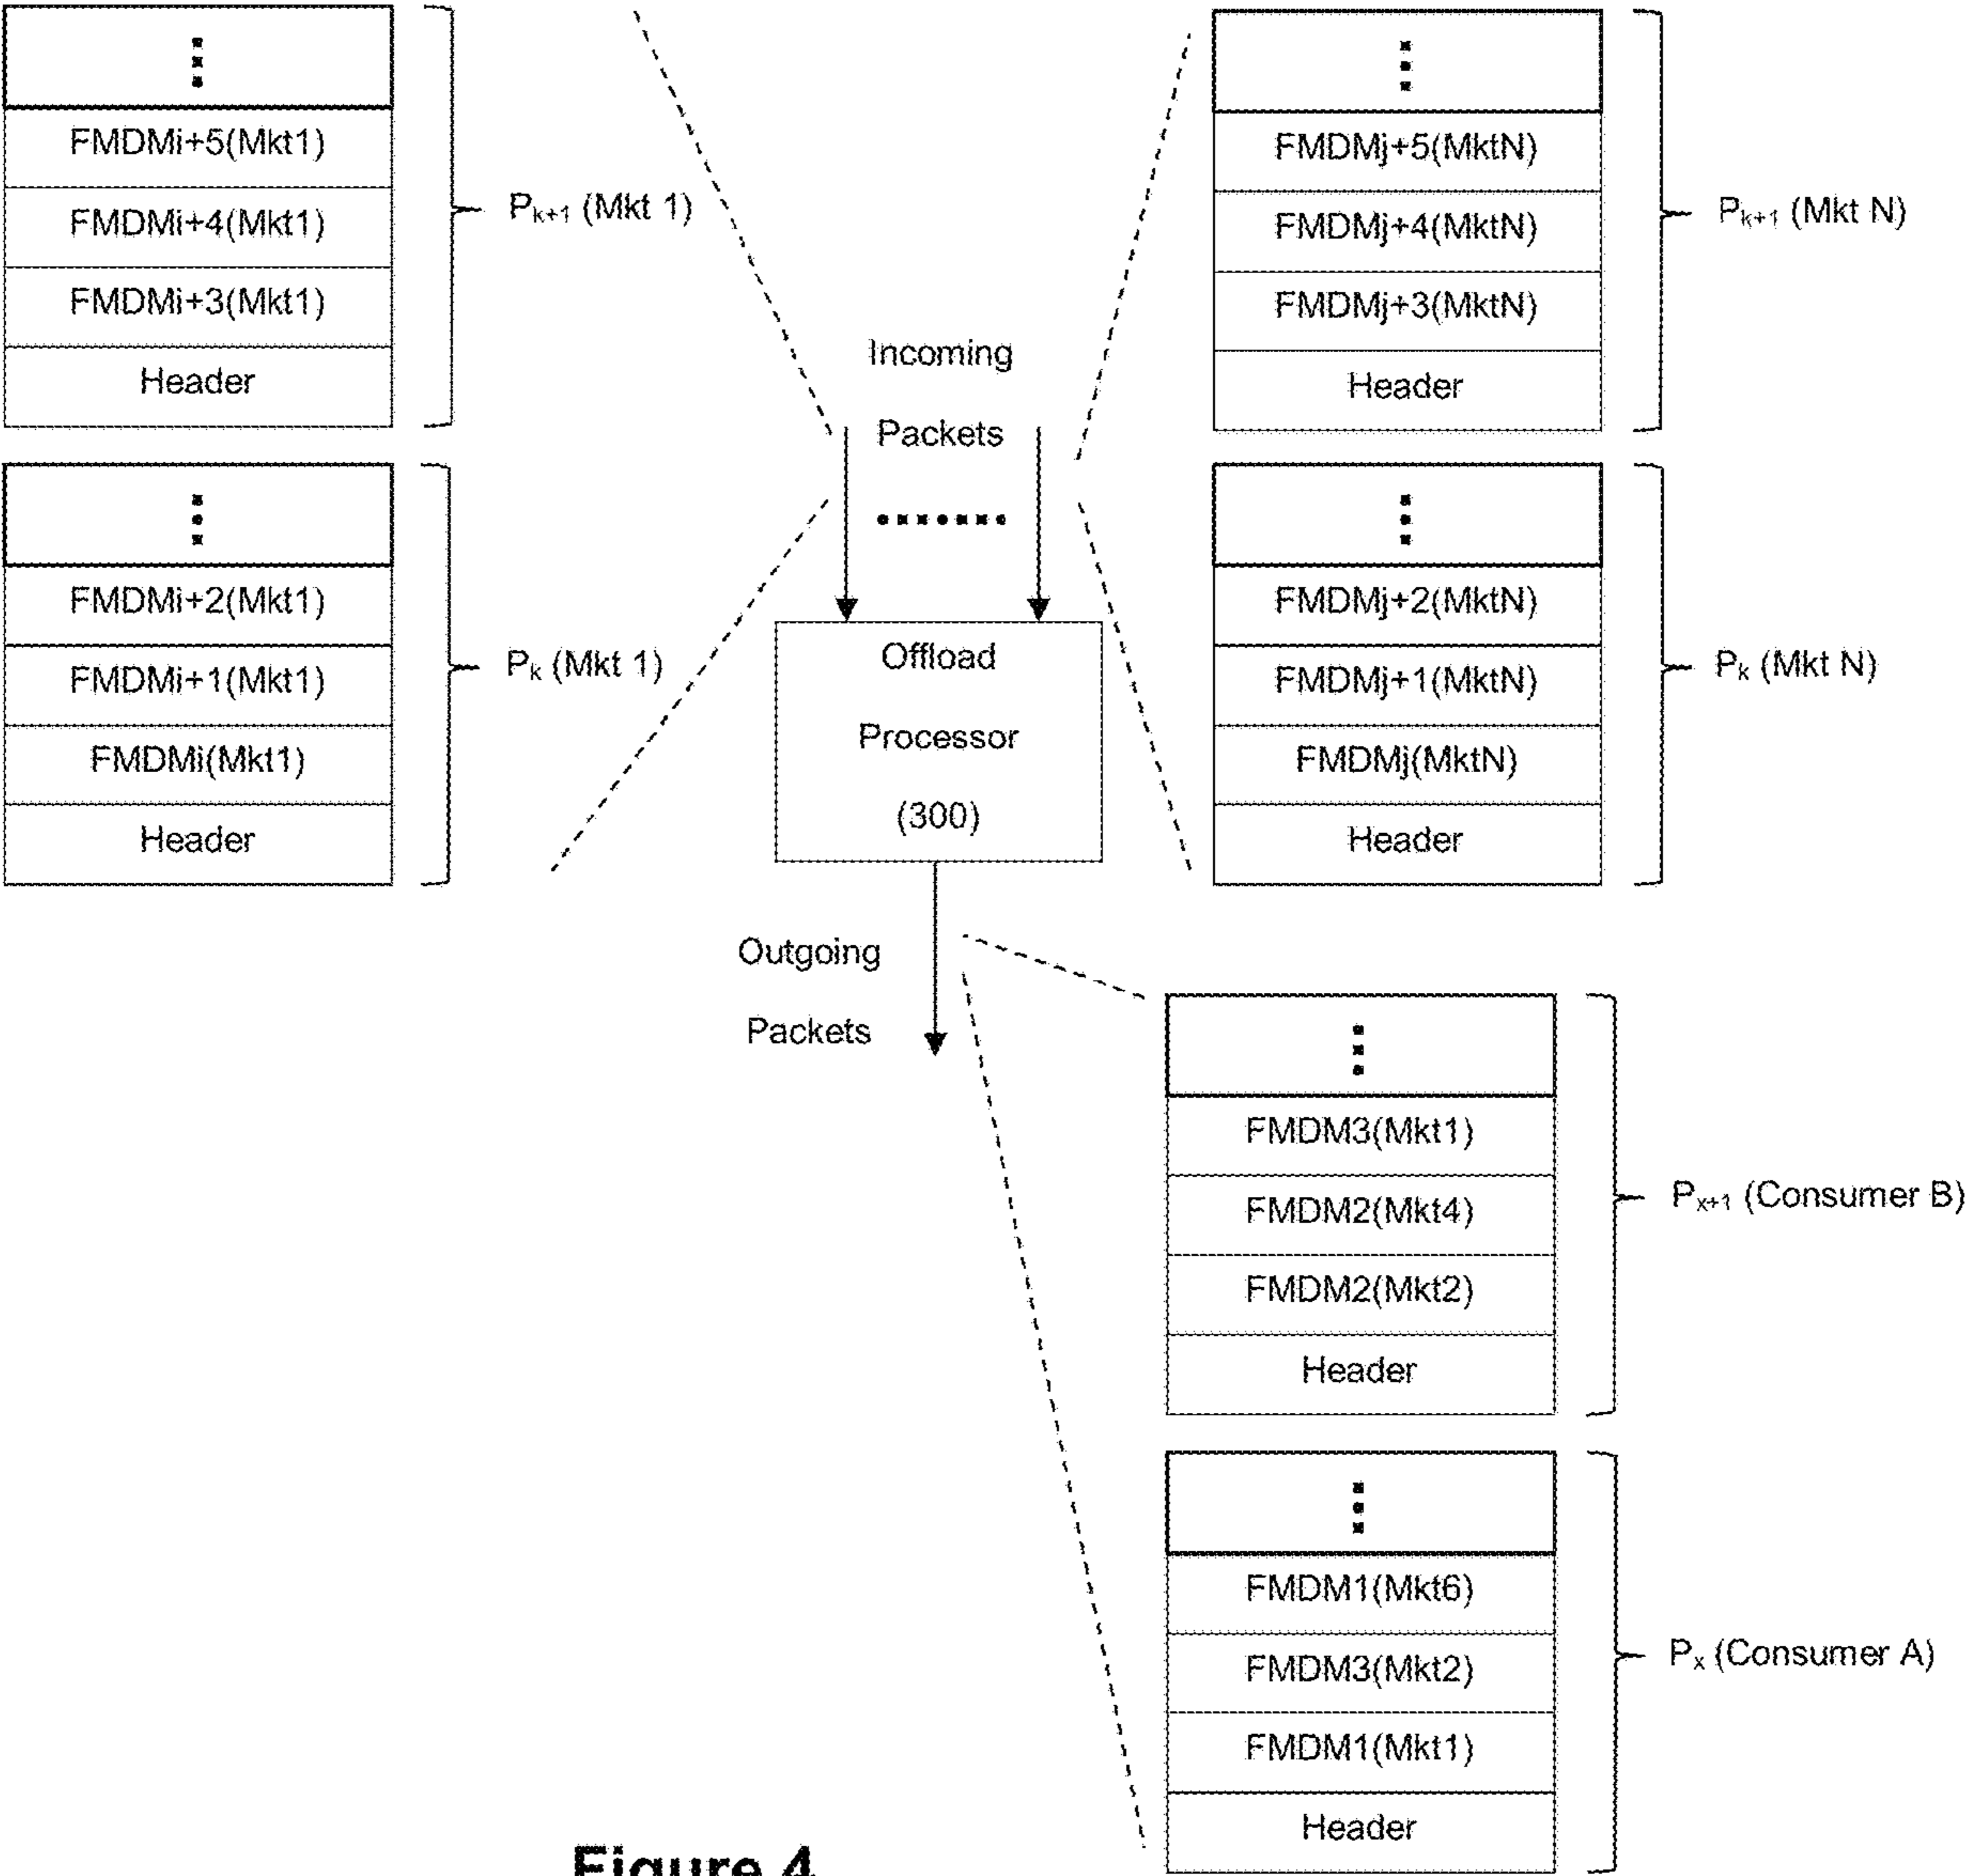 FMDMi+5(Mkt1)
FMDMi+4(Mkt1)
FMDMi+3(Mkt1)
Header
Pk+1 (Mkt 1)
FMDMi+2(Mkt1)
FMDMi+1(Mkt1)
FMDMi(Mkt1)
Header
Pk (Mkt 1)
Incoming
Packets
Offload
Processor
(300)
Outgoing
Packets
FMDMj+5(MktN)
FMDMj+4(MktN)
FMDMj+3(MktN)
Header
Pk+1 (Mkt N)
FMDMj+2(MktN)
FMDMj+1(MktN)
FMDMj(MktN)
Header
Pk (Mkt N)
FMDM3(Mkt1)
FMDM2(Mkt4)
FMDM2(Mkt2)
Header
Px+1 (Consumer B)
FMDM1(Mkt6)
FMDM3(Mkt2)
FMDM1(Mkt1)
Header
Px (Consumer A)
Figure 4